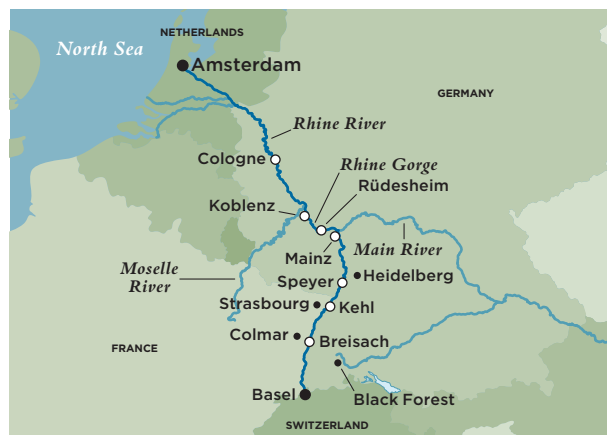 NETHERLANDS
North Sea
Amsterdam
GERMANY
Rhine River
Cologne
Rhine Gorge
Rüdesheim
Koblenz
Main River
Mainz
Moselle
River
Heidelberg
Speyer
Strasbourg
Kehl
Colmar
Breisach
FRANCE
Basel
Black Forest
SWITZERLAND